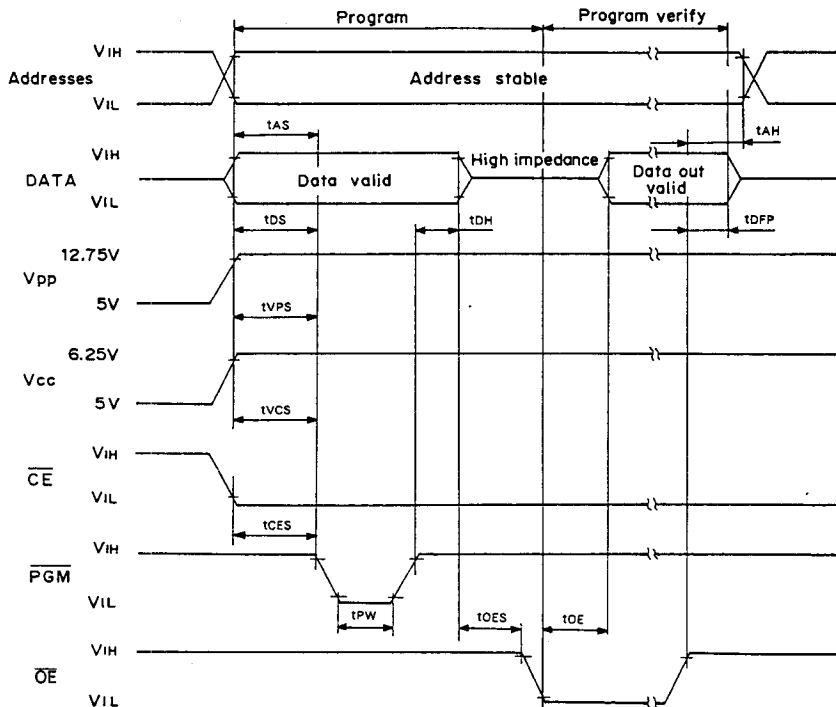 Program
Program verify
VIH
Addresses
Address stable
VIL
tAS
tAH
VIH
High impedance
DATA
Data valid
Data out
valid
VIL
tDS
tDH
tDFP
12.75V
Vpp
5V
tVPS
6.25V
Vcc
5V
tVCS
VIH
CE
VIL
tCES
VIH
PGM
VIL
tPW
tOES
tOE
VIH
OE
VIL